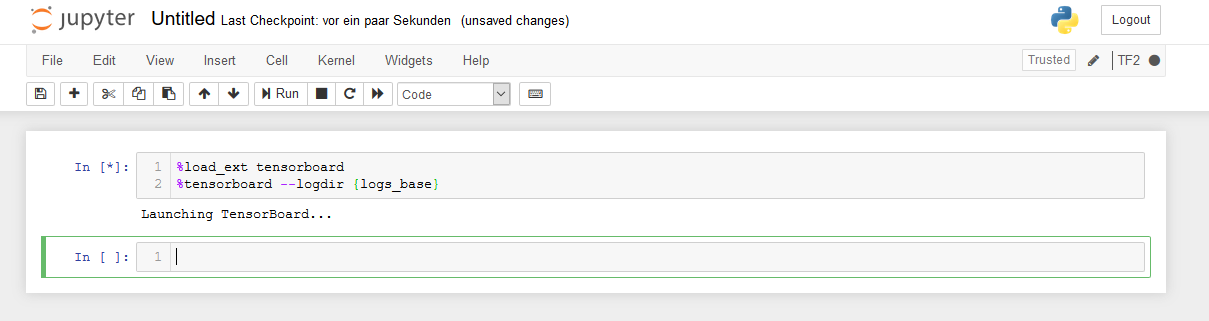 jupyter Untitled Last Checkpoint: vor ein paar Sekunden (unsaved changes) Logout
File Edit View Insert Cell Kernel Widgets Help Trusted TF2
Run Code
In [*]: 1 %load_ext tensorboard
2 %tensorboard --logdir {logs_base}
Launching TensorBoard...
In [ ]: 1